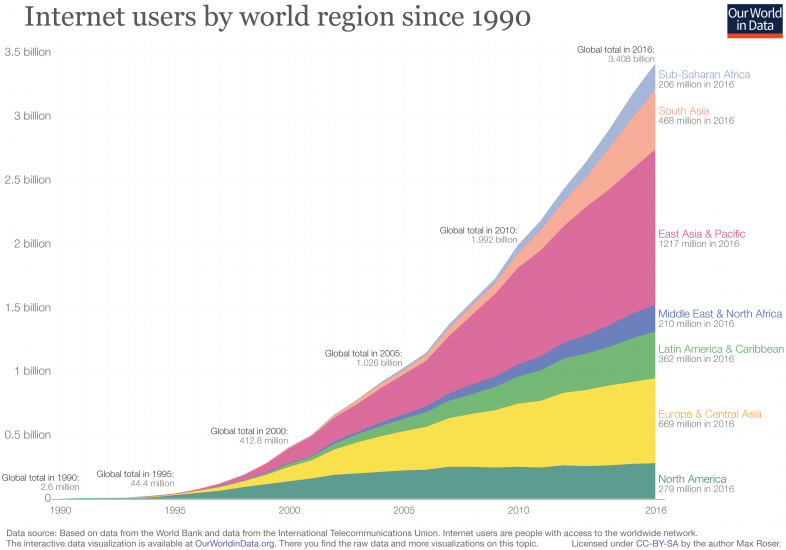 Internet users by world region since 1990
Our World
in Data
3.5 billion
3 billion
2.5 billion
2 billion
1.5 billion
1 billion
0.5 billion
0
Global total in 1990:
2.6 million
Global total in 1995:
44.4 million
Global total in 2000:
412.8 million
Global total in 2005:
1.026 billion
Global total in 2010:
1.992 billion
Global total in 2016:
3.408 billion
Sub-Saharan Africa
206 million in 2016
South Asia
468 million in 2016
East Asia & Pacific
1217 million in 2016
Middle East & North Africa
210 million in 2016
Latin America & Caribbean
362 million in 2016
Europe & Central Asia
669 million in 2016
North America
279 million in 2016
1990
1995
2000
2005
2010
2016
Data source: Based on data from the World Bank and data from the International Telecommunications Union. Internet users are people with access to the worldwide network.
The interactive data visualization is available at OurWorldinData.org. There you find the raw data and more visualizations on this topic.
Licensed under CC-BY-SA by the author Max Roser.